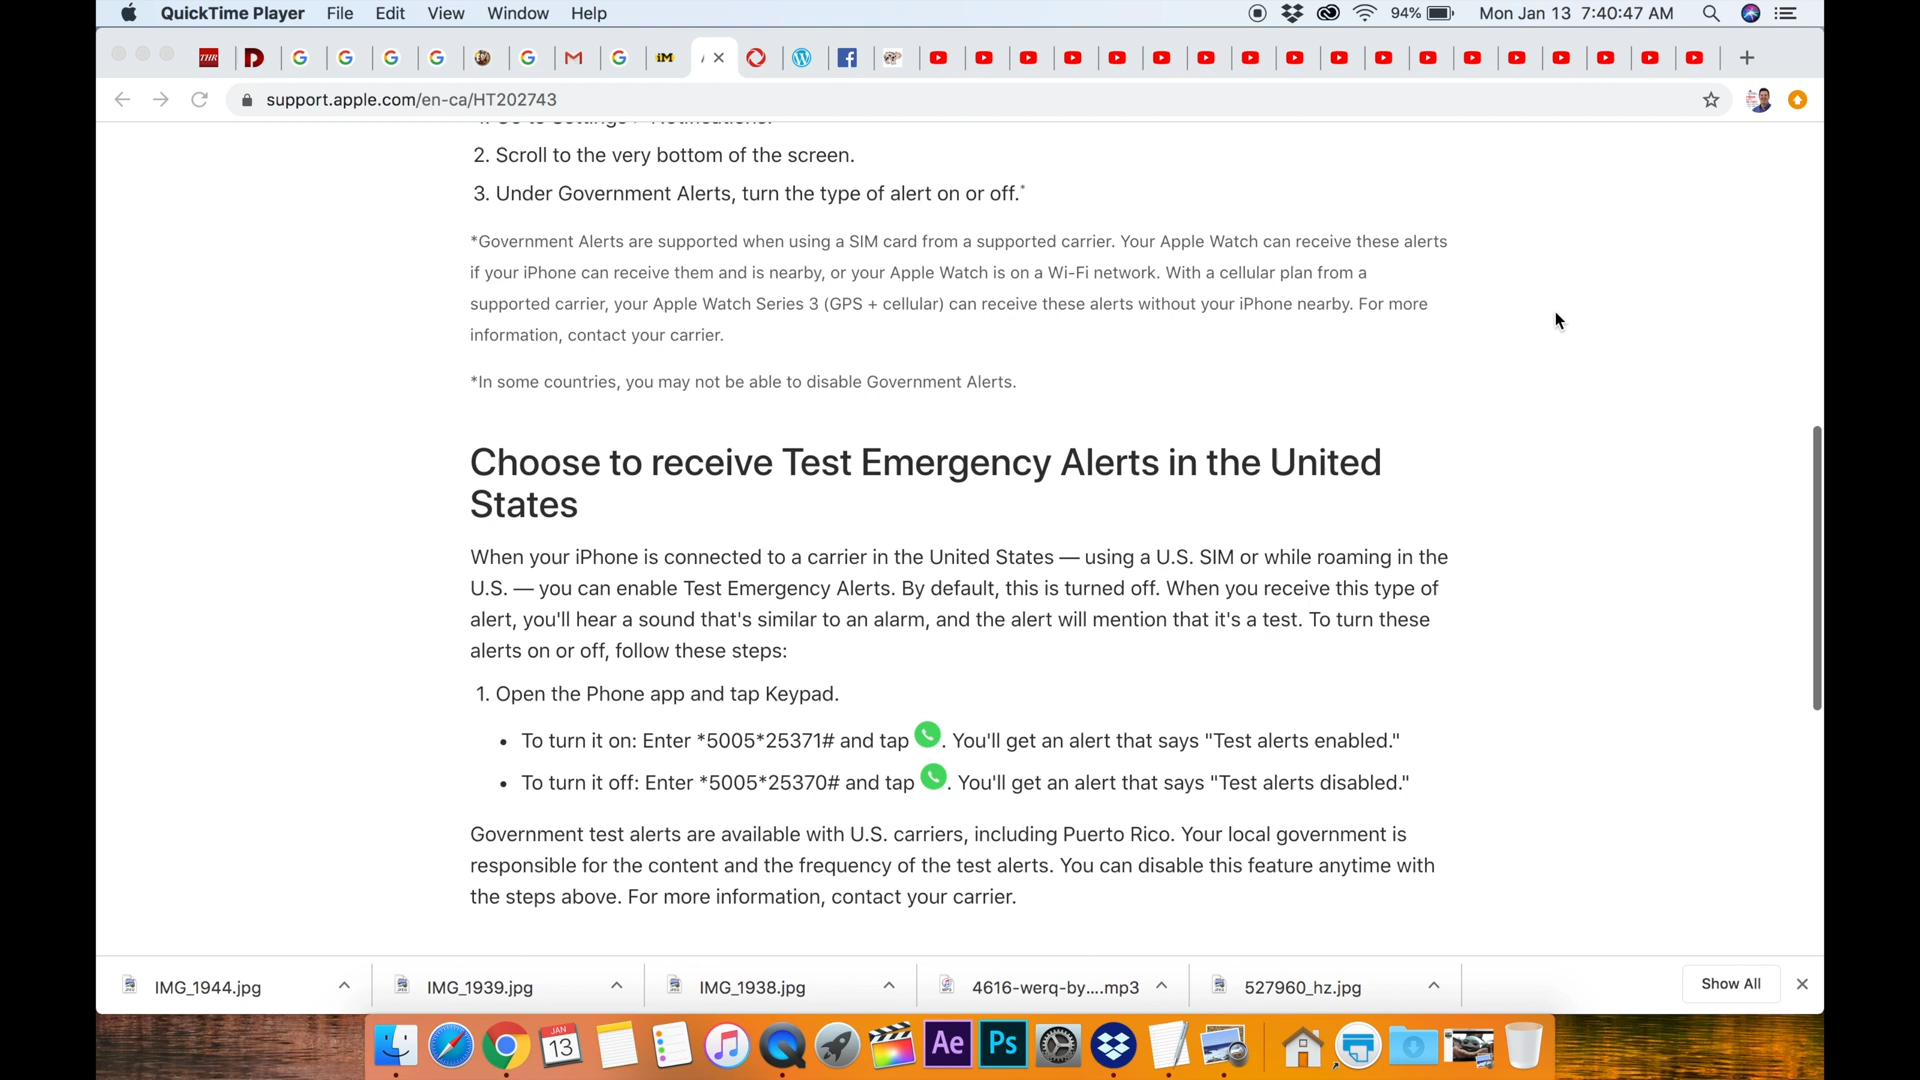 QuickTime Player File Edit View Window Help 94% Mon Jan 13 7:40:47 AM
THR iM
support.apple.com/en-ca/HT202743
2. Scroll to the very bottom of the screen.
3. Under Government Alerts, turn the type of alert on or off.*
*Government Alerts are supported when using a SIM card from a supported carrier. Your Apple Watch can receive these alerts
if your iPhone can receive them and is nearby, or your Apple Watch is on a Wi-Fi network. With a cellular plan from a
supported carrier, your Apple Watch Series 3 (GPS + cellular) can receive these alerts without your iPhone nearby. For more
information, contact your carrier.
*In some countries, you may not be able to disable Government Alerts.
Choose to receive Test Emergency Alerts in the United
States
When your iPhone is connected to a carrier in the United States — using a U.S. SIM or while roaming in the
U.S. — you can enable Test Emergency Alerts. By default, this is turned off. When you receive this type of
alert, you'll hear a sound that's similar to an alarm, and the alert will mention that it's a test. To turn these
alerts on or off, follow these steps:
1. Open the Phone app and tap Keypad.
• To turn it on: Enter *5005*25371# and tap . You'll get an alert that says "Test alerts enabled."
• To turn it off: Enter *5005*25370# and tap . You'll get an alert that says "Test alerts disabled."
Government test alerts are available with U.S. carriers, including Puerto Rico. Your local government is
responsible for the content and the frequency of the test alerts. You can disable this feature anytime with
the steps above. For more information, contact your carrier.
IMG_1944.jpg IMG_1939.jpg IMG_1938.jpg 4616-werq-by....mp3 527960_hz.jpg Show All
JAN 13 Ae Ps